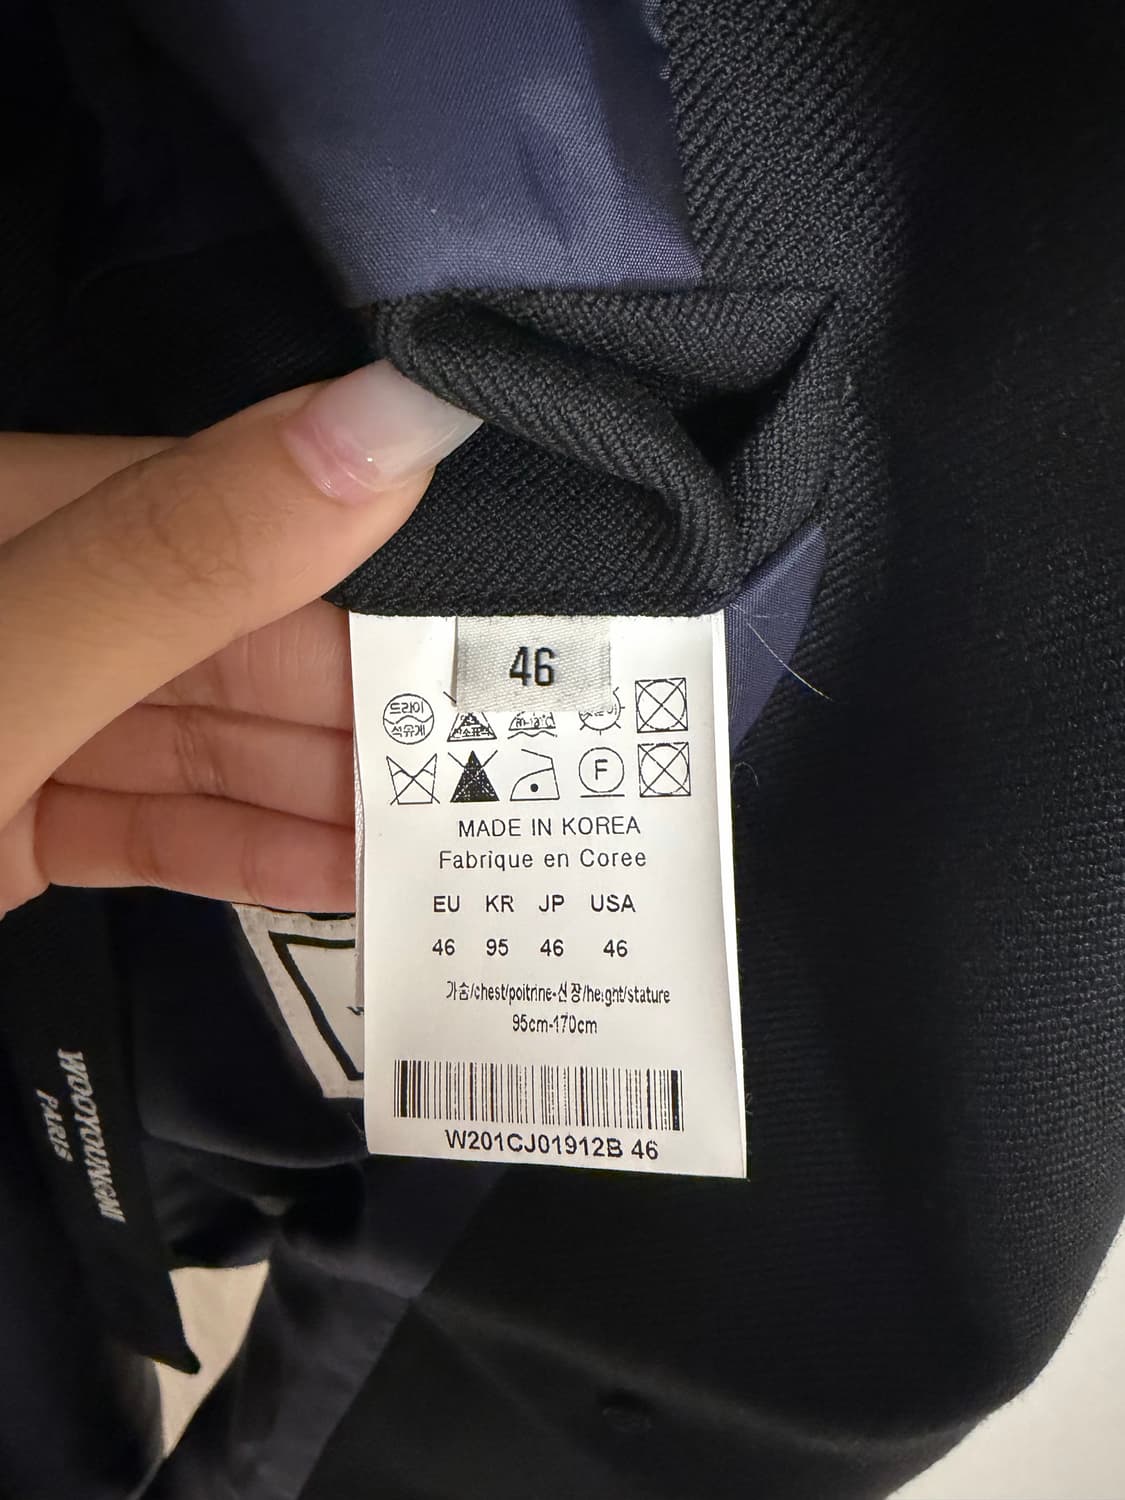 46
드라이
석유계
F
MADE IN KOREA
Fabrique en Coree
EU KR JP USA
46 95 46 46
가슴/chest/poitrine-신장/height/stature
95cm-170cm
W201CJ01912B 46
WOOYOUNGMI
PARIS